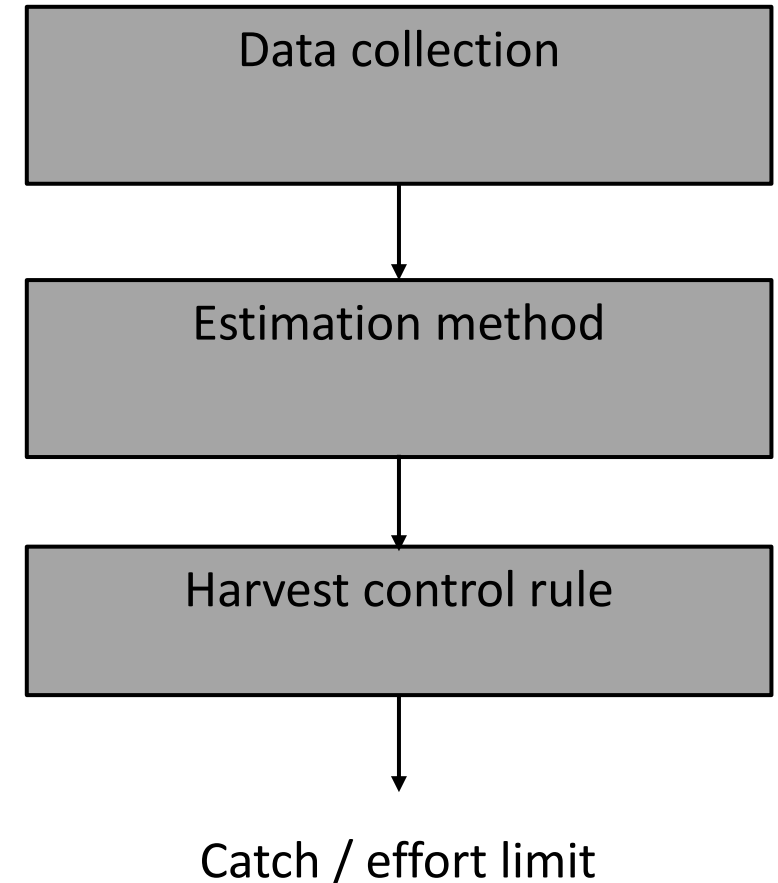 Data collection
Estimation method
Harvest control rule
Catch / effort limit